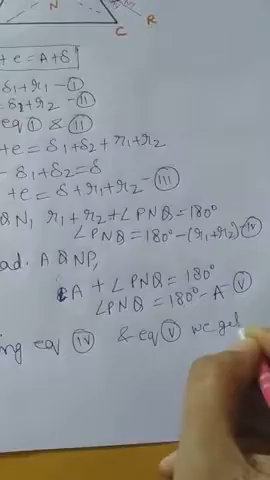 N
R
C
+ e = A + δ
δ₁ + r₁ - (I)
= δ₂ + r₂ - (II)
eq (I) & (II)
+ e = δ₁ + δ₂ + r₁ + r₂
- δ₁ + δ₂ = δ
+ e = δ + r₁ + r₂ - (III)
QN, r₁ + r₂ + ∠PNQ = 180°
∠PNQ = 180° - (r₁ + r₂) - (IV)
ad. AQNP,
A + ∠PNQ = 180°
∠PNQ = 180° - A - (V)
ng eq (IV) & eq (V) we get